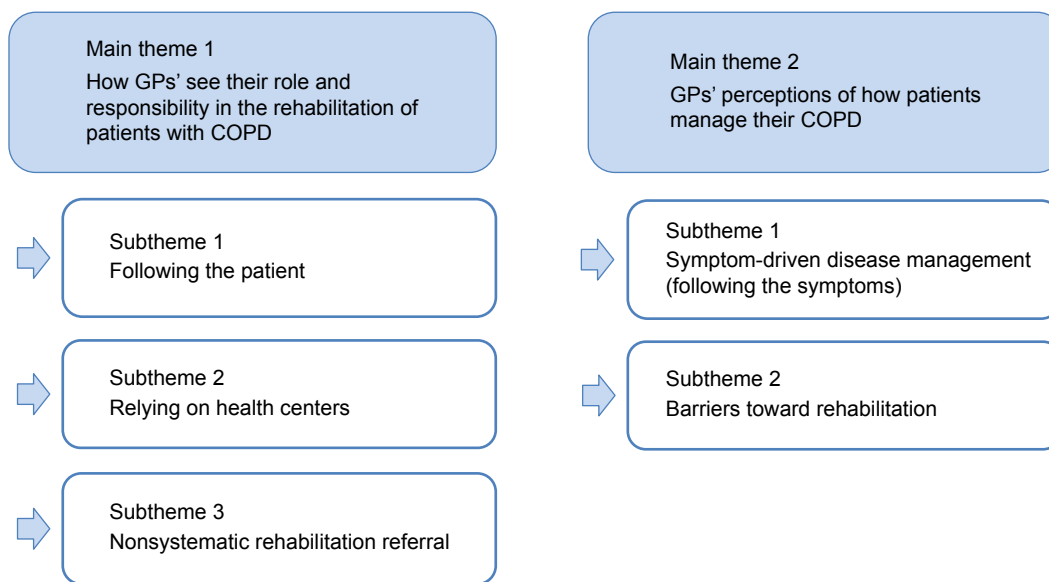 Main theme 1
How GPs’ see their role and
responsibility in the rehabilitation of
patients with COPD
Subtheme 1
Following the patient
Subtheme 2
Relying on health centers
Subtheme 3
Nonsystematic rehabilitation referral
Main theme 2
GPs’ perceptions of how patients
manage their COPD
Subtheme 1
Symptom-driven disease management
(following the symptoms)
Subtheme 2
Barriers toward rehabilitation